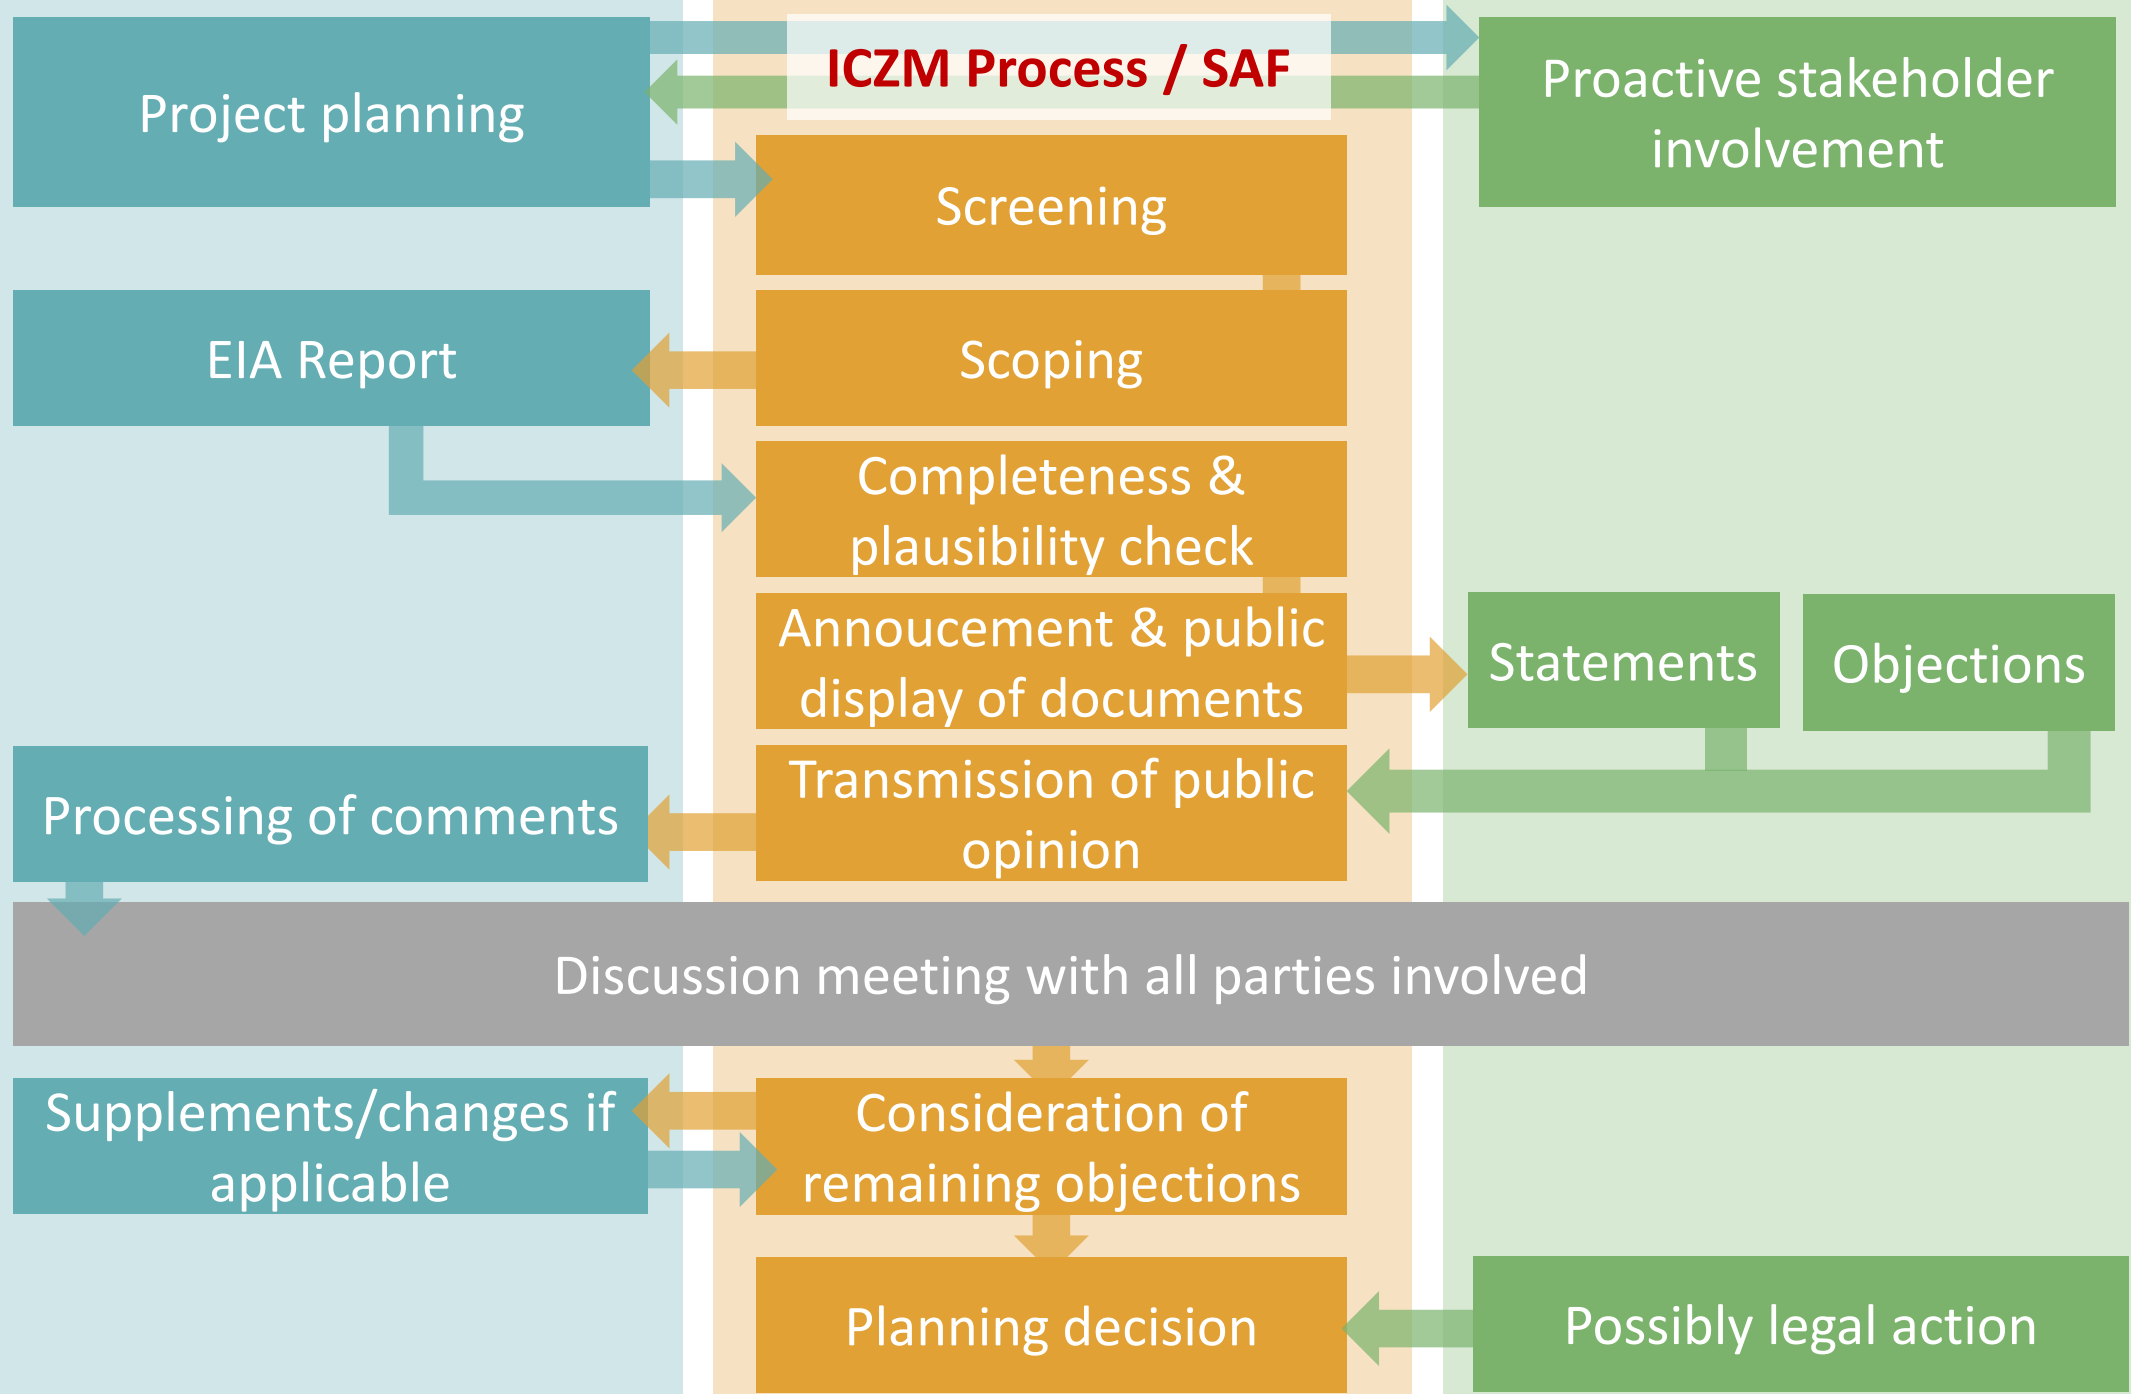 Project planning
ICZM Process / SAF
Proactive stakeholder
involvement
Screening
EIA Report
Scoping
Completeness &
plausibility check
Annoucement & public
display of documents
Statements
Objections
Processing of comments
Transmission of public
opinion
Discussion meeting with all parties involved
Supplements/changes if
applicable
Consideration of
remaining objections
Planning decision
Possibly legal action